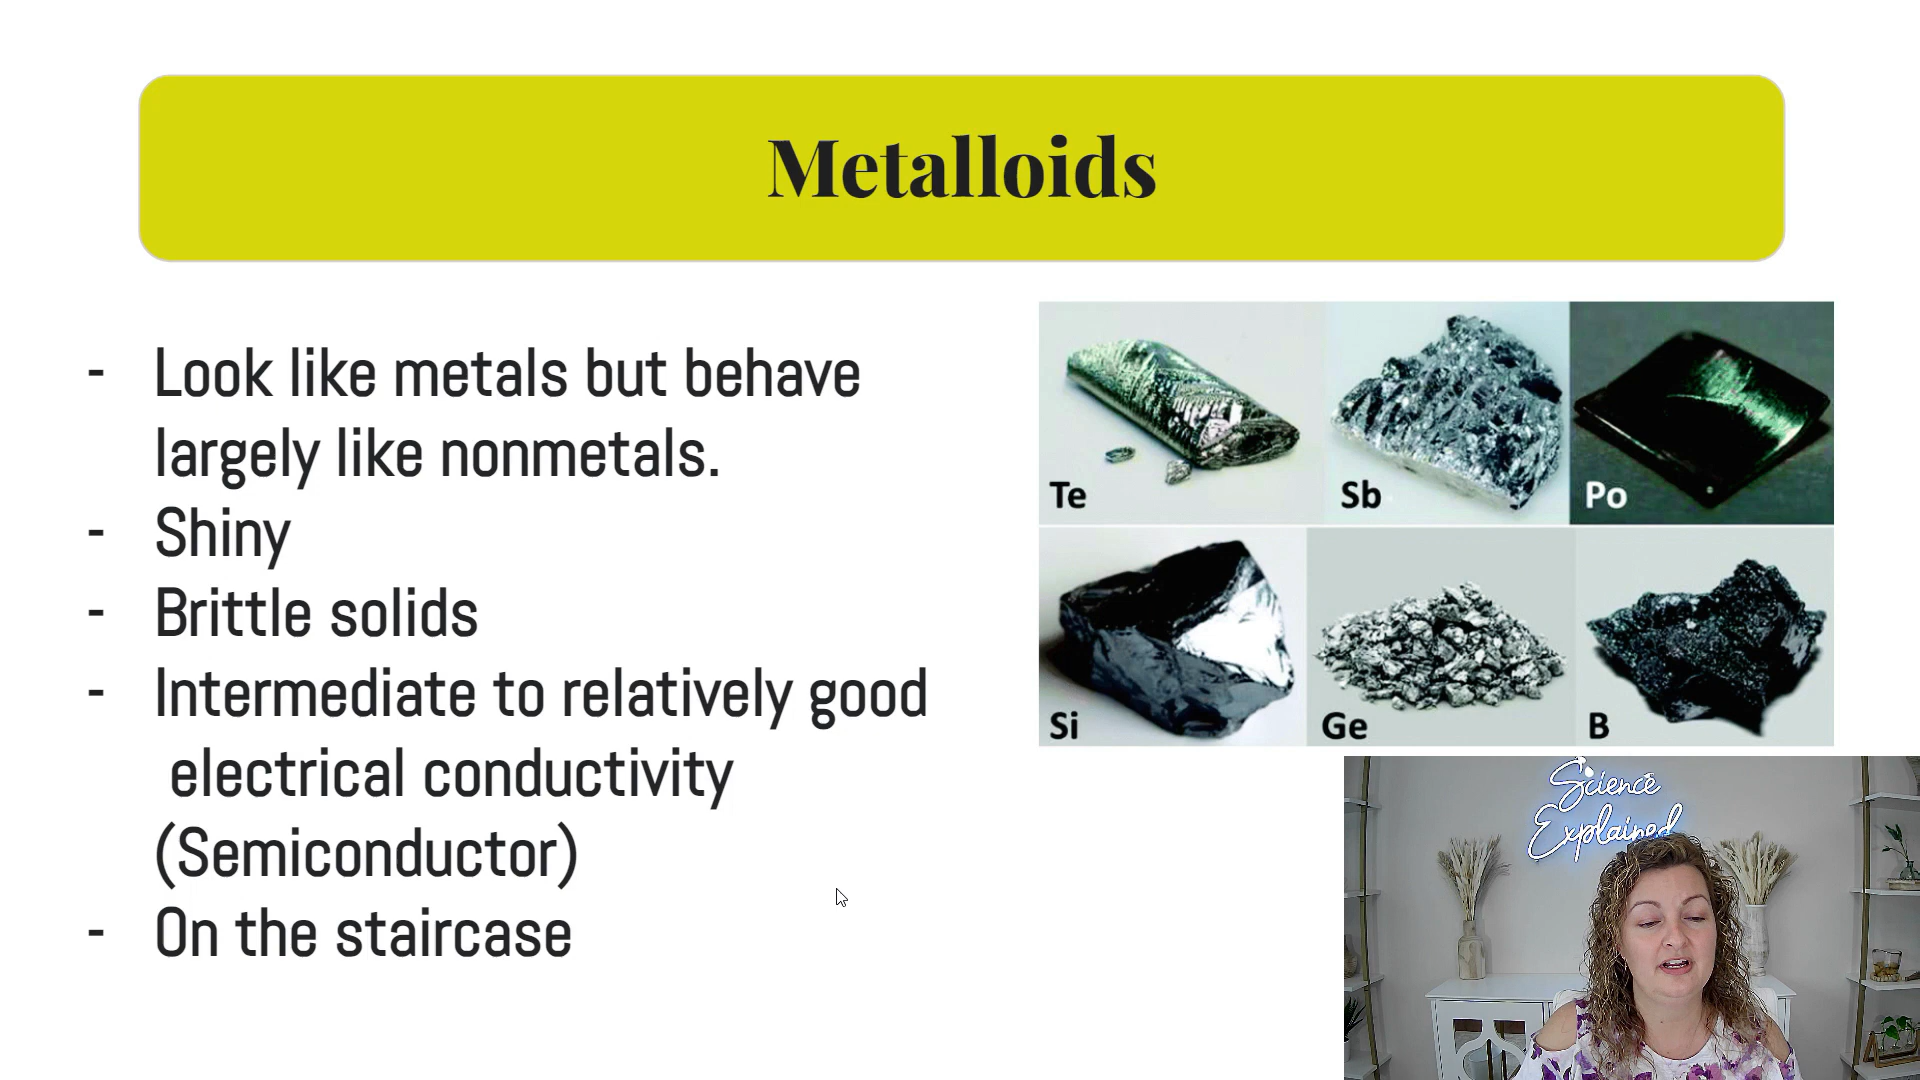 Metalloids
- Look like metals but behave
largely like nonmetals.
- Shiny
- Brittle solids
- Intermediate to relatively good
electrical conductivity
(Semiconductor)
- On the staircase
Te Sb Po
Si Ge B
Science
Explained